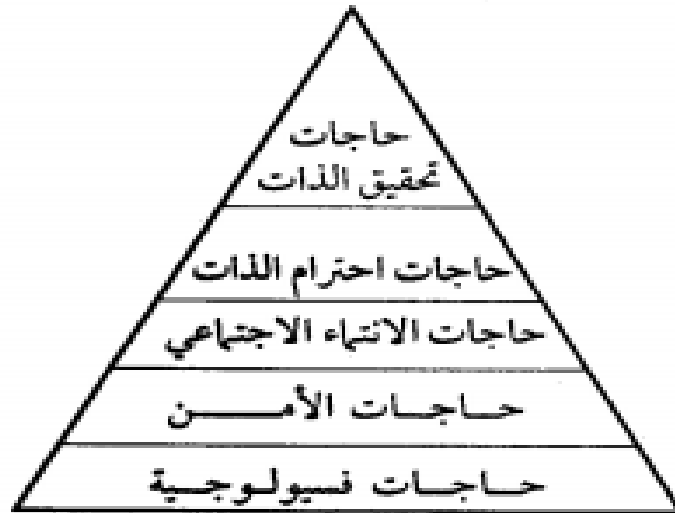 حاجات
تحقيق الذات
حاجات احترام الذات
حاجات الانتماء الاجتماعي
حاجات الأمن
حاجات فسيولوجية